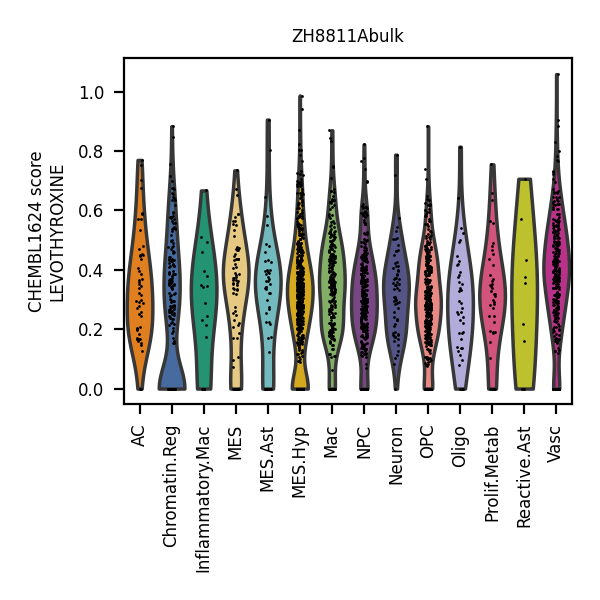 ZH8811Abulk
CHEMBL1624 score
LEVOTHYROXINE
1.0
0.8
0.6
0.4
0.2
0.0
AC
Chromatin.Reg
Inflammatory.Mac
MES
MES.Ast
MES.Hyp
Mac
NPC
Neuron
OPC
Oligo
Prolif.Metab
Reactive.Ast
Vasc